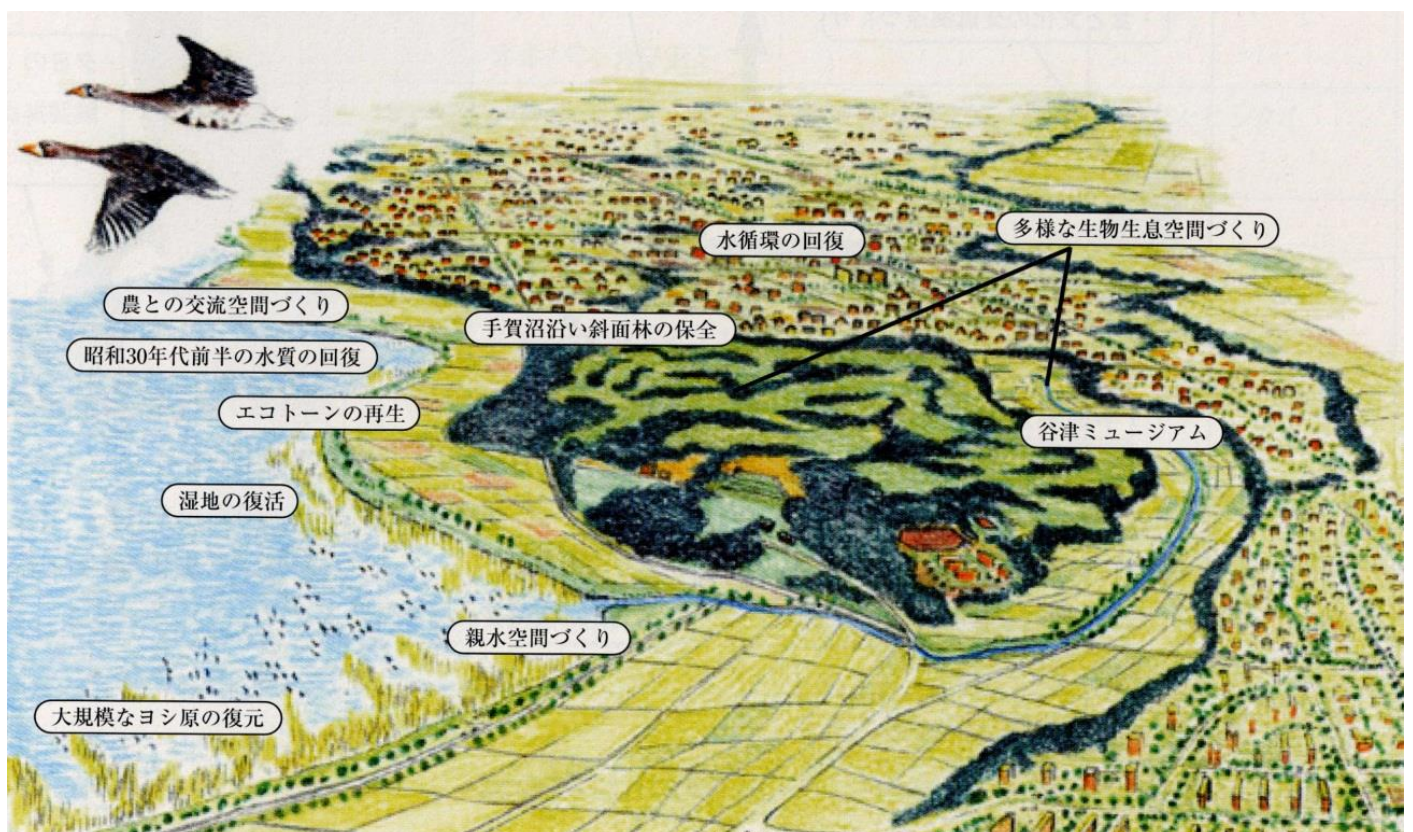 多様な生物生息空間づくり
水循環の回復
農との交流空間づくり
手賀沼沿い斜面林の保全
昭和30年代前半の水質の回復
エコトーンの再生
谷津ミュージアム
湿地の復活
親水空間づくり
大規模なヨシ原の復元